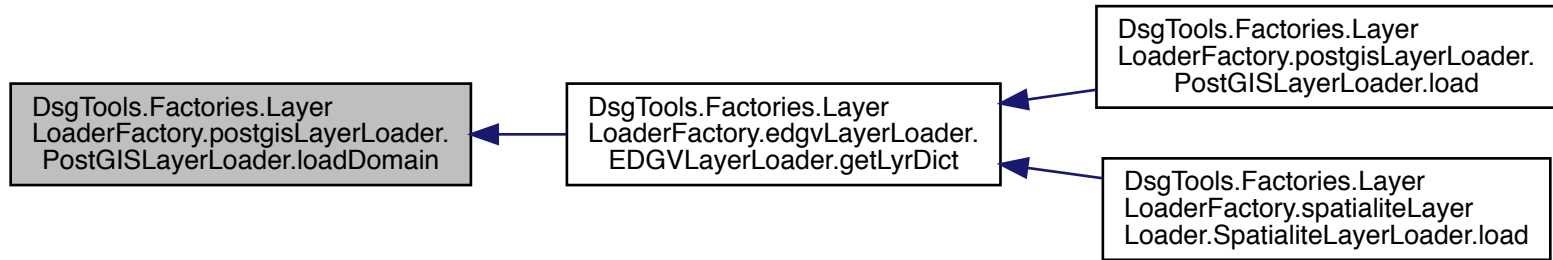 DsgTools.Factories.Layer
LoaderFactory.postgisLayerLoader.
PostGISLayerLoader.loadDomain
DsgTools.Factories.Layer
LoaderFactory.edgvLayerLoader.
EDGVLayerLoader.getLyrDict
DsgTools.Factories.Layer
LoaderFactory.postgisLayerLoader.
PostGISLayerLoader.load
DsgTools.Factories.Layer
LoaderFactory.spatialiteLayer
Loader.SpatialiteLayerLoader.load